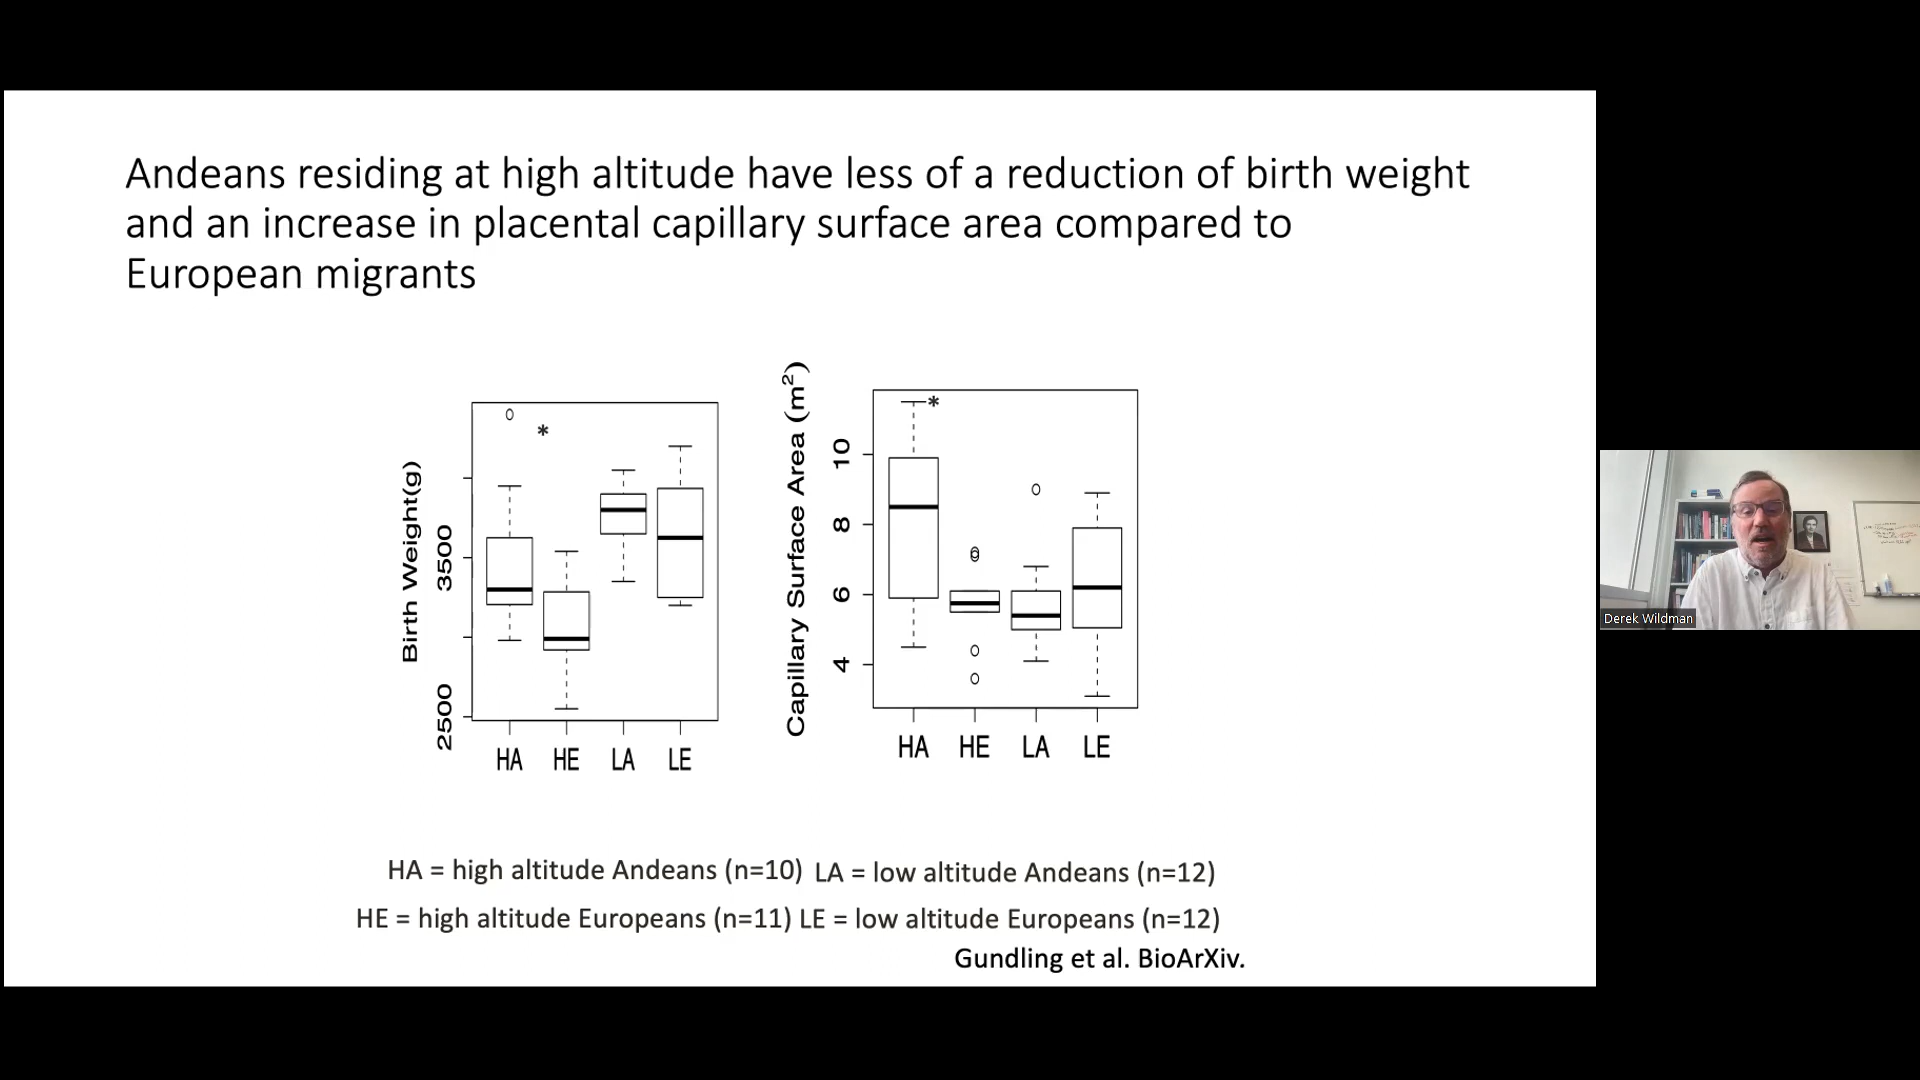 Andeans residing at high altitude have less of a reduction of birth weight
and an increase in placental capillary surface area compared to
European migrants
Birth Weight(g)
3500
2500
*
HA HE LA LE
Capillary Surface Area (m²)
10
8
6
4
*
HA HE LA LE
HA = high altitude Andeans (n=10) LA = low altitude Andeans (n=12)
HE = high altitude Europeans (n=11) LE = low altitude Europeans (n=12)
Gundling et al. BioArXiv.
Derek Wildman